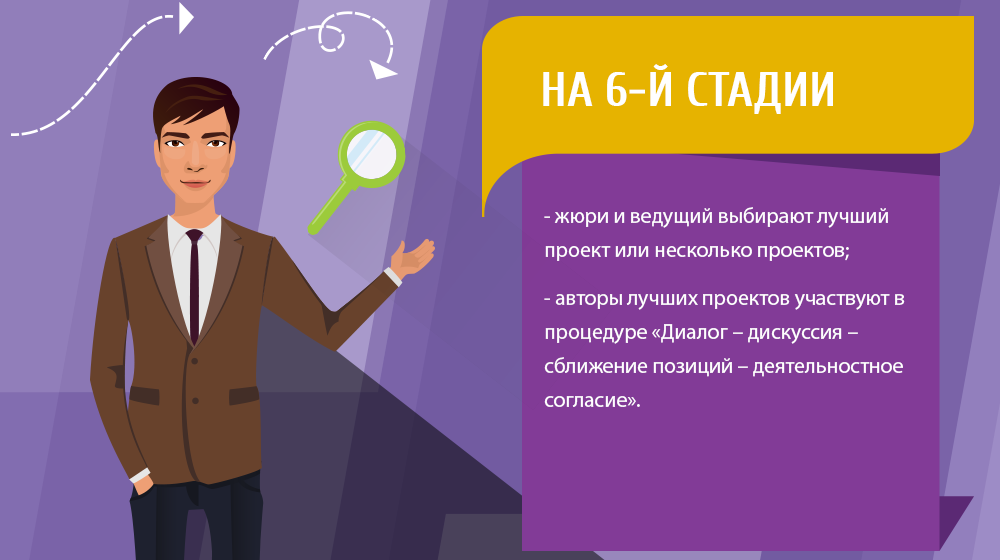 НА 6-Й СТАДИИ
- жюри и ведущий выбирают лучший
проект или несколько проектов;
- авторы лучших проектов участвуют в
процедуре «Диалог – дискуссия –
сближение позиций – деятельностное
согласие».